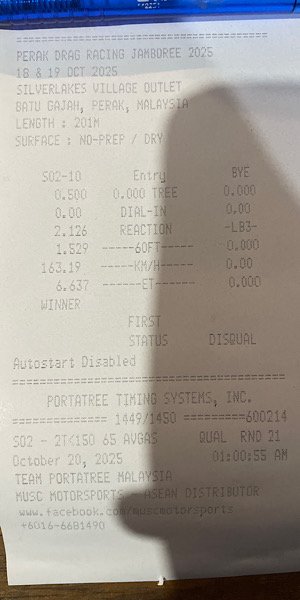 =================================
PERAK DRAG RACING JAMBOREE 2025
18 & 19 OCT 2025
SILVERLAKES VILLAGE OUTLET
BATU GAJAH, PERAK, MALAYSIA
LENGTH : 201M
SURFACE : NO-PREP / DRY
SO2-10 Entry BYE
0.500 0.000 TREE 0.000
0.00 DIAL-IN 0.00
2.126 REACTION -LB3-
1.529 -----60FT------ 0.000
163.19 -----KM/H----- 0.00
6.637 ------ET------ 0.000
WINNER
FIRST
STATUS DISQUAL
Autostart Disabled
=================================
PORTATREE TIMING SYSTEMS, INC.
============= 1449/1450 =========600214
SO2 - 2TK150 65 AVGAS QUAL RND 21
October 20, 2025 01:00:55 AM
TEAM PORTATREE MALAYSIA
MUSC MOTORSPORTS - ASEAN DISTRIBUTOR
www.facebook.com/muscmotorsports
+6016-6681490